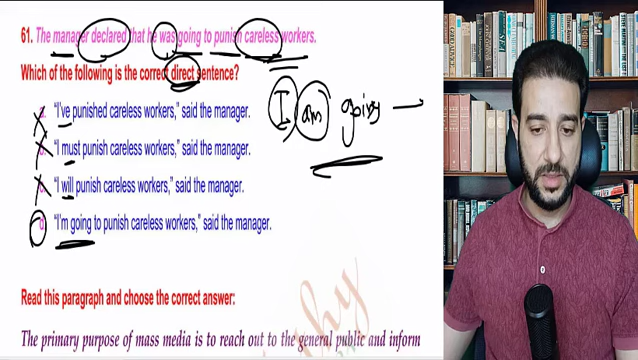 61. The manager declared that he was going to punish careless workers.
Which of the following is the correct direct sentence?
a. "I've punished careless workers," said the manager.
"I must punish careless workers," said the manager.
c. "I will punish careless workers," said the manager.
d. "I'm going to punish careless workers," said the manager.
I am going
Read this paragraph and choose the correct answer:
The primary purpose of mass media is to reach out to the general public and inform